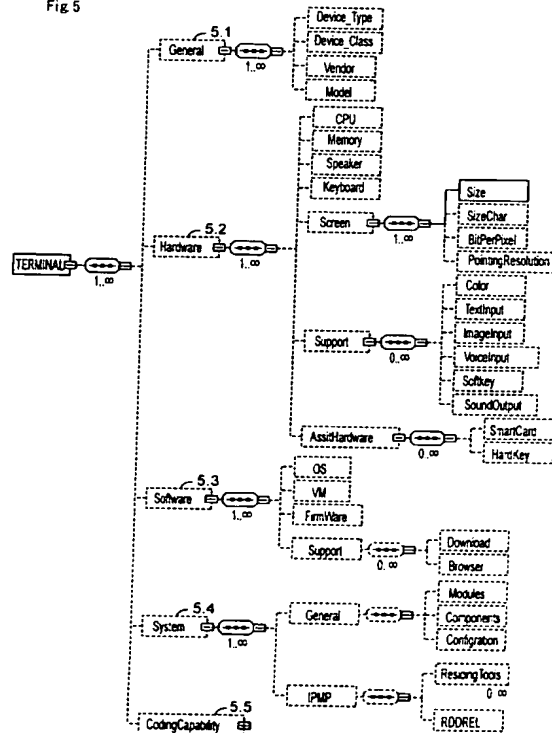 Fig. 5
TERMINAL
1..∞
5.1
General
1..∞
Device_Type
Device_Class
Vendor
Model
5.2
Hardware
1..∞
CPU
Memory
Speaker
Keyboard
Screen
1..∞
Size
SizeChar
BitPerPixel
PointingResolution
Support
0..∞
Color
TextInput
ImageInput
VoiceInput
Softkey
SoundOutput
AssitHardware
0..∞
SmartCard
HardKey
5.3
Software
1..∞
OS
VM
FirmWare
Support
0..∞
Download
Browser
5.4
System
1..∞
General
Modules
Components
Configration
IPMP
ResidingTools
0..∞
RDDREL
5.5
CodingCapability